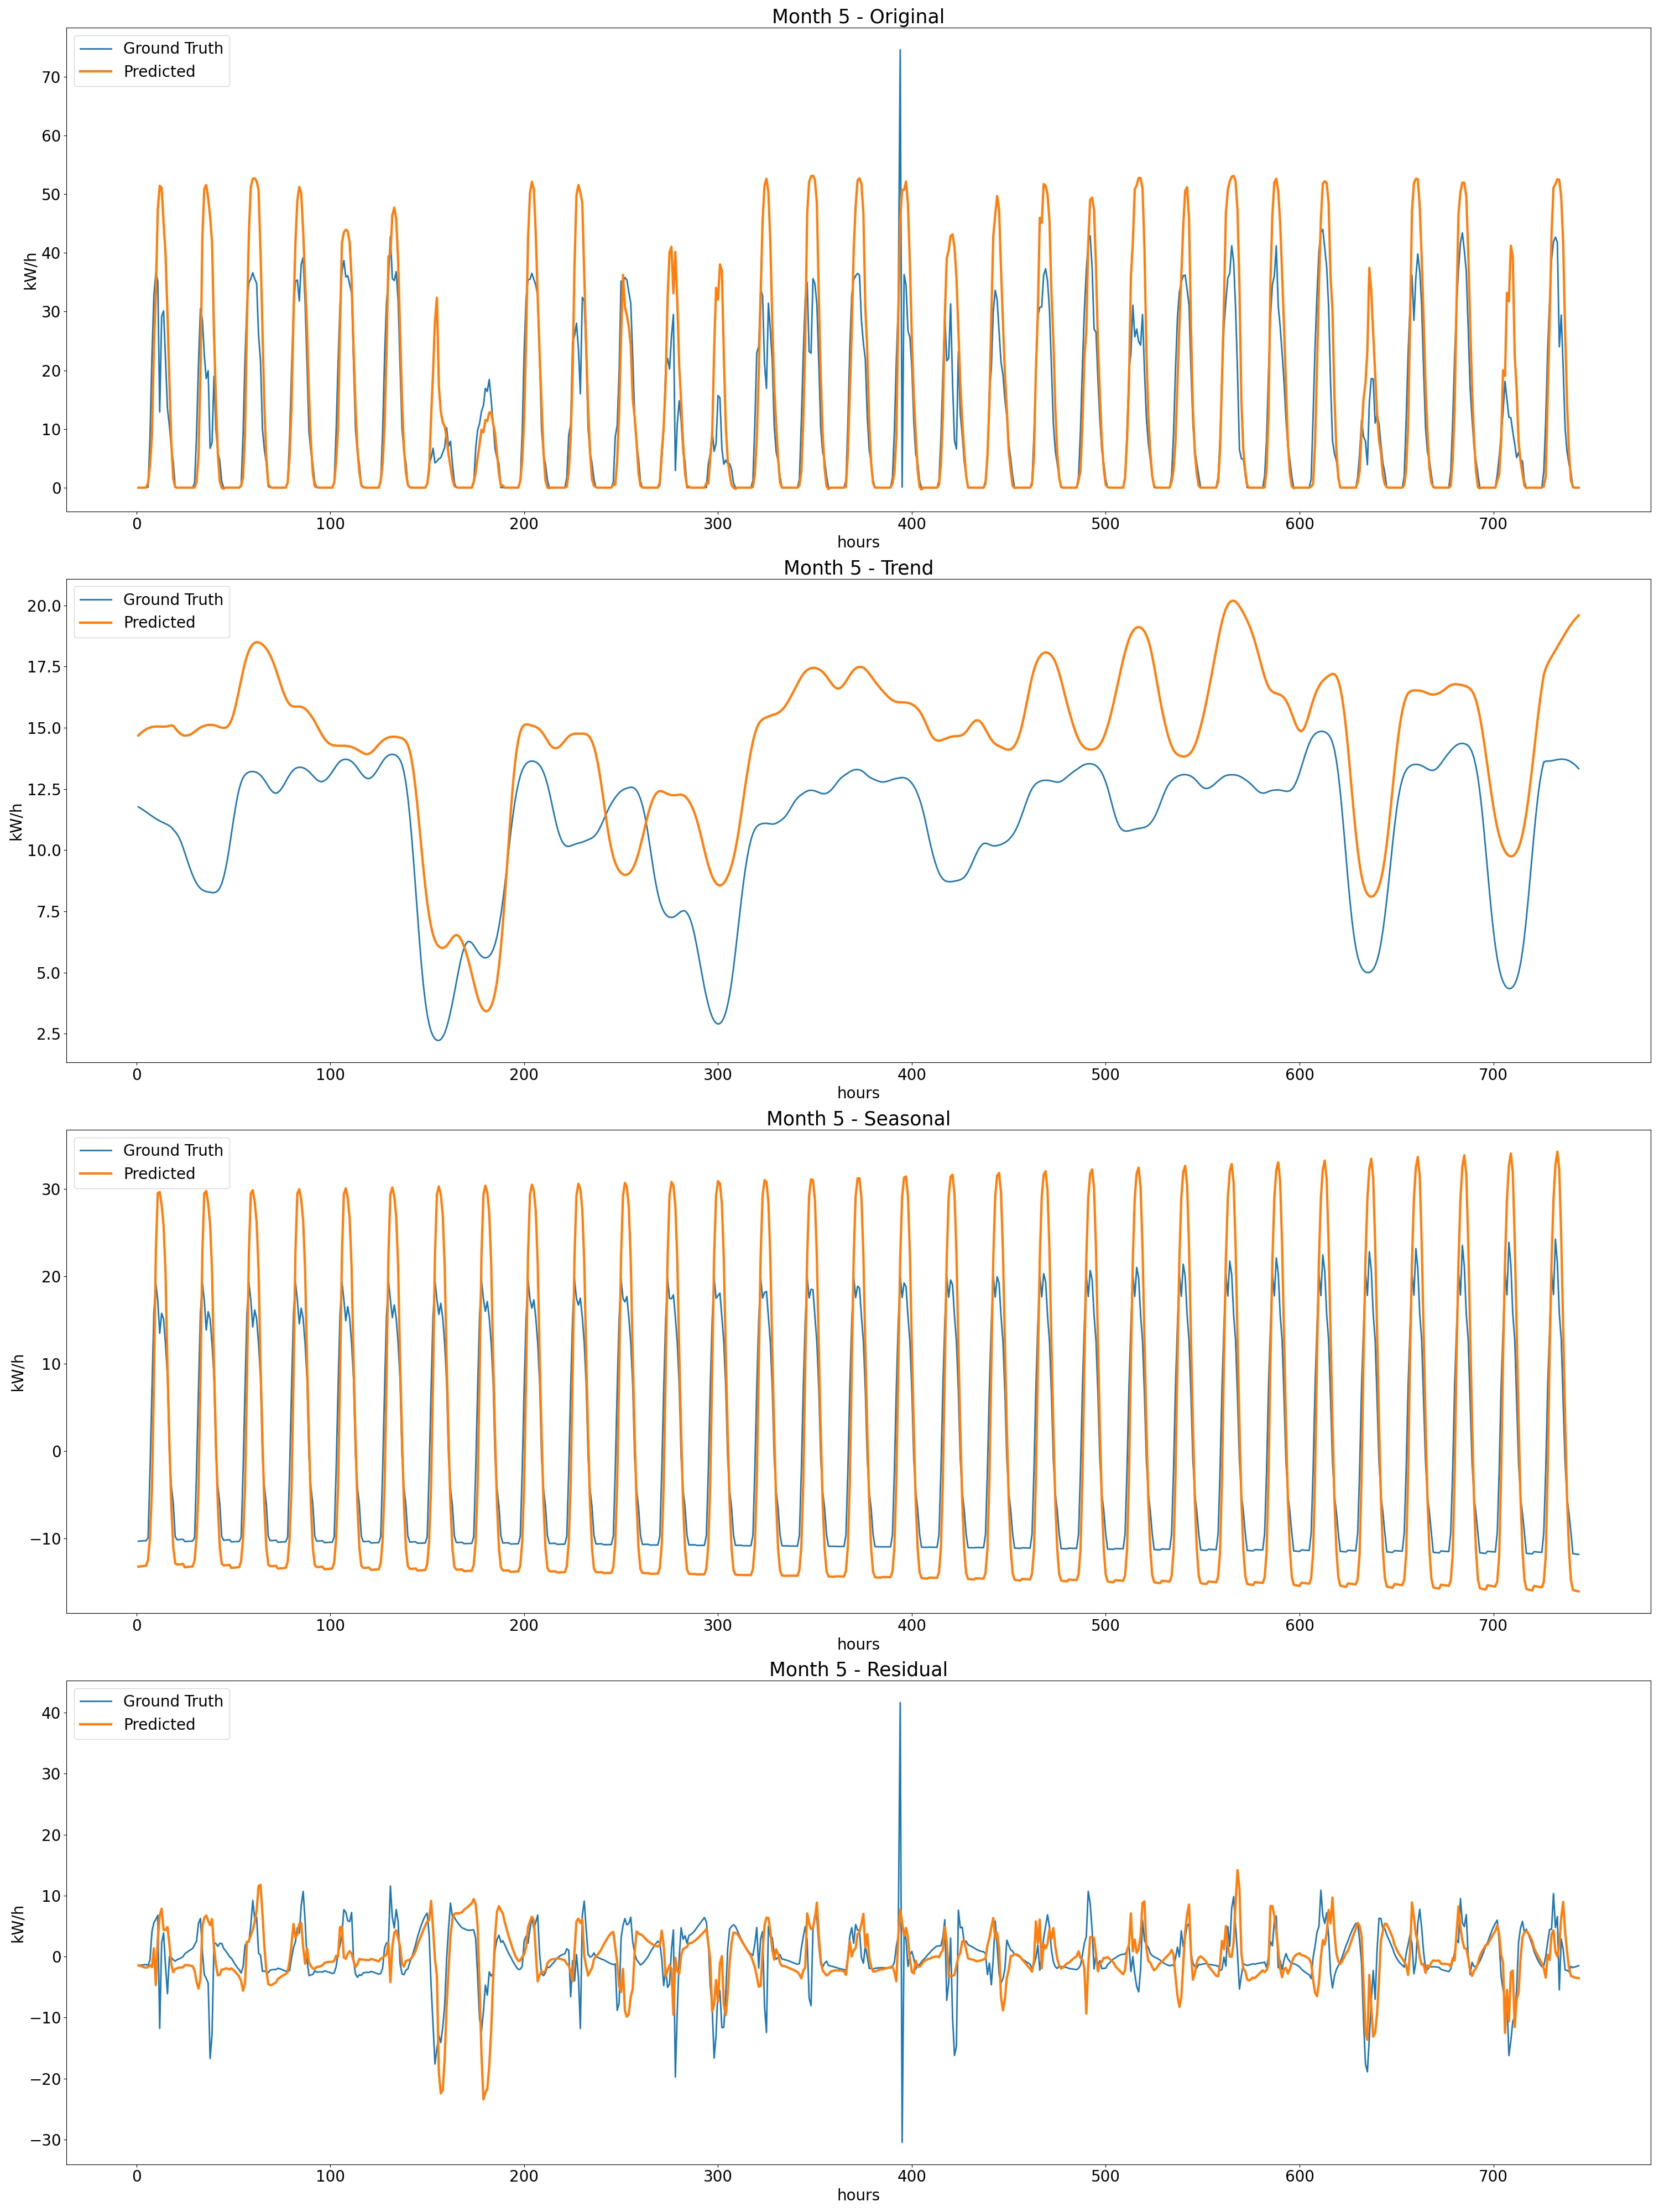 Month 5 - Original
Ground Truth
Predicted
kW/h
70
60
50
40
30
20
10
0
0 100 200 300 400 500 600 700
hours
Month 5 - Trend
Ground Truth
Predicted
kW/h
20.0
17.5
15.0
12.5
10.0
7.5
5.0
2.5
0 100 200 300 400 500 600 700
hours
Month 5 - Seasonal
Ground Truth
Predicted
kW/h
30
20
10
0
−10
0 100 200 300 400 500 600 700
hours
Month 5 - Residual
Ground Truth
Predicted
kW/h
40
30
20
10
0
−10
−20
−30
0 100 200 300 400 500 600 700
hours